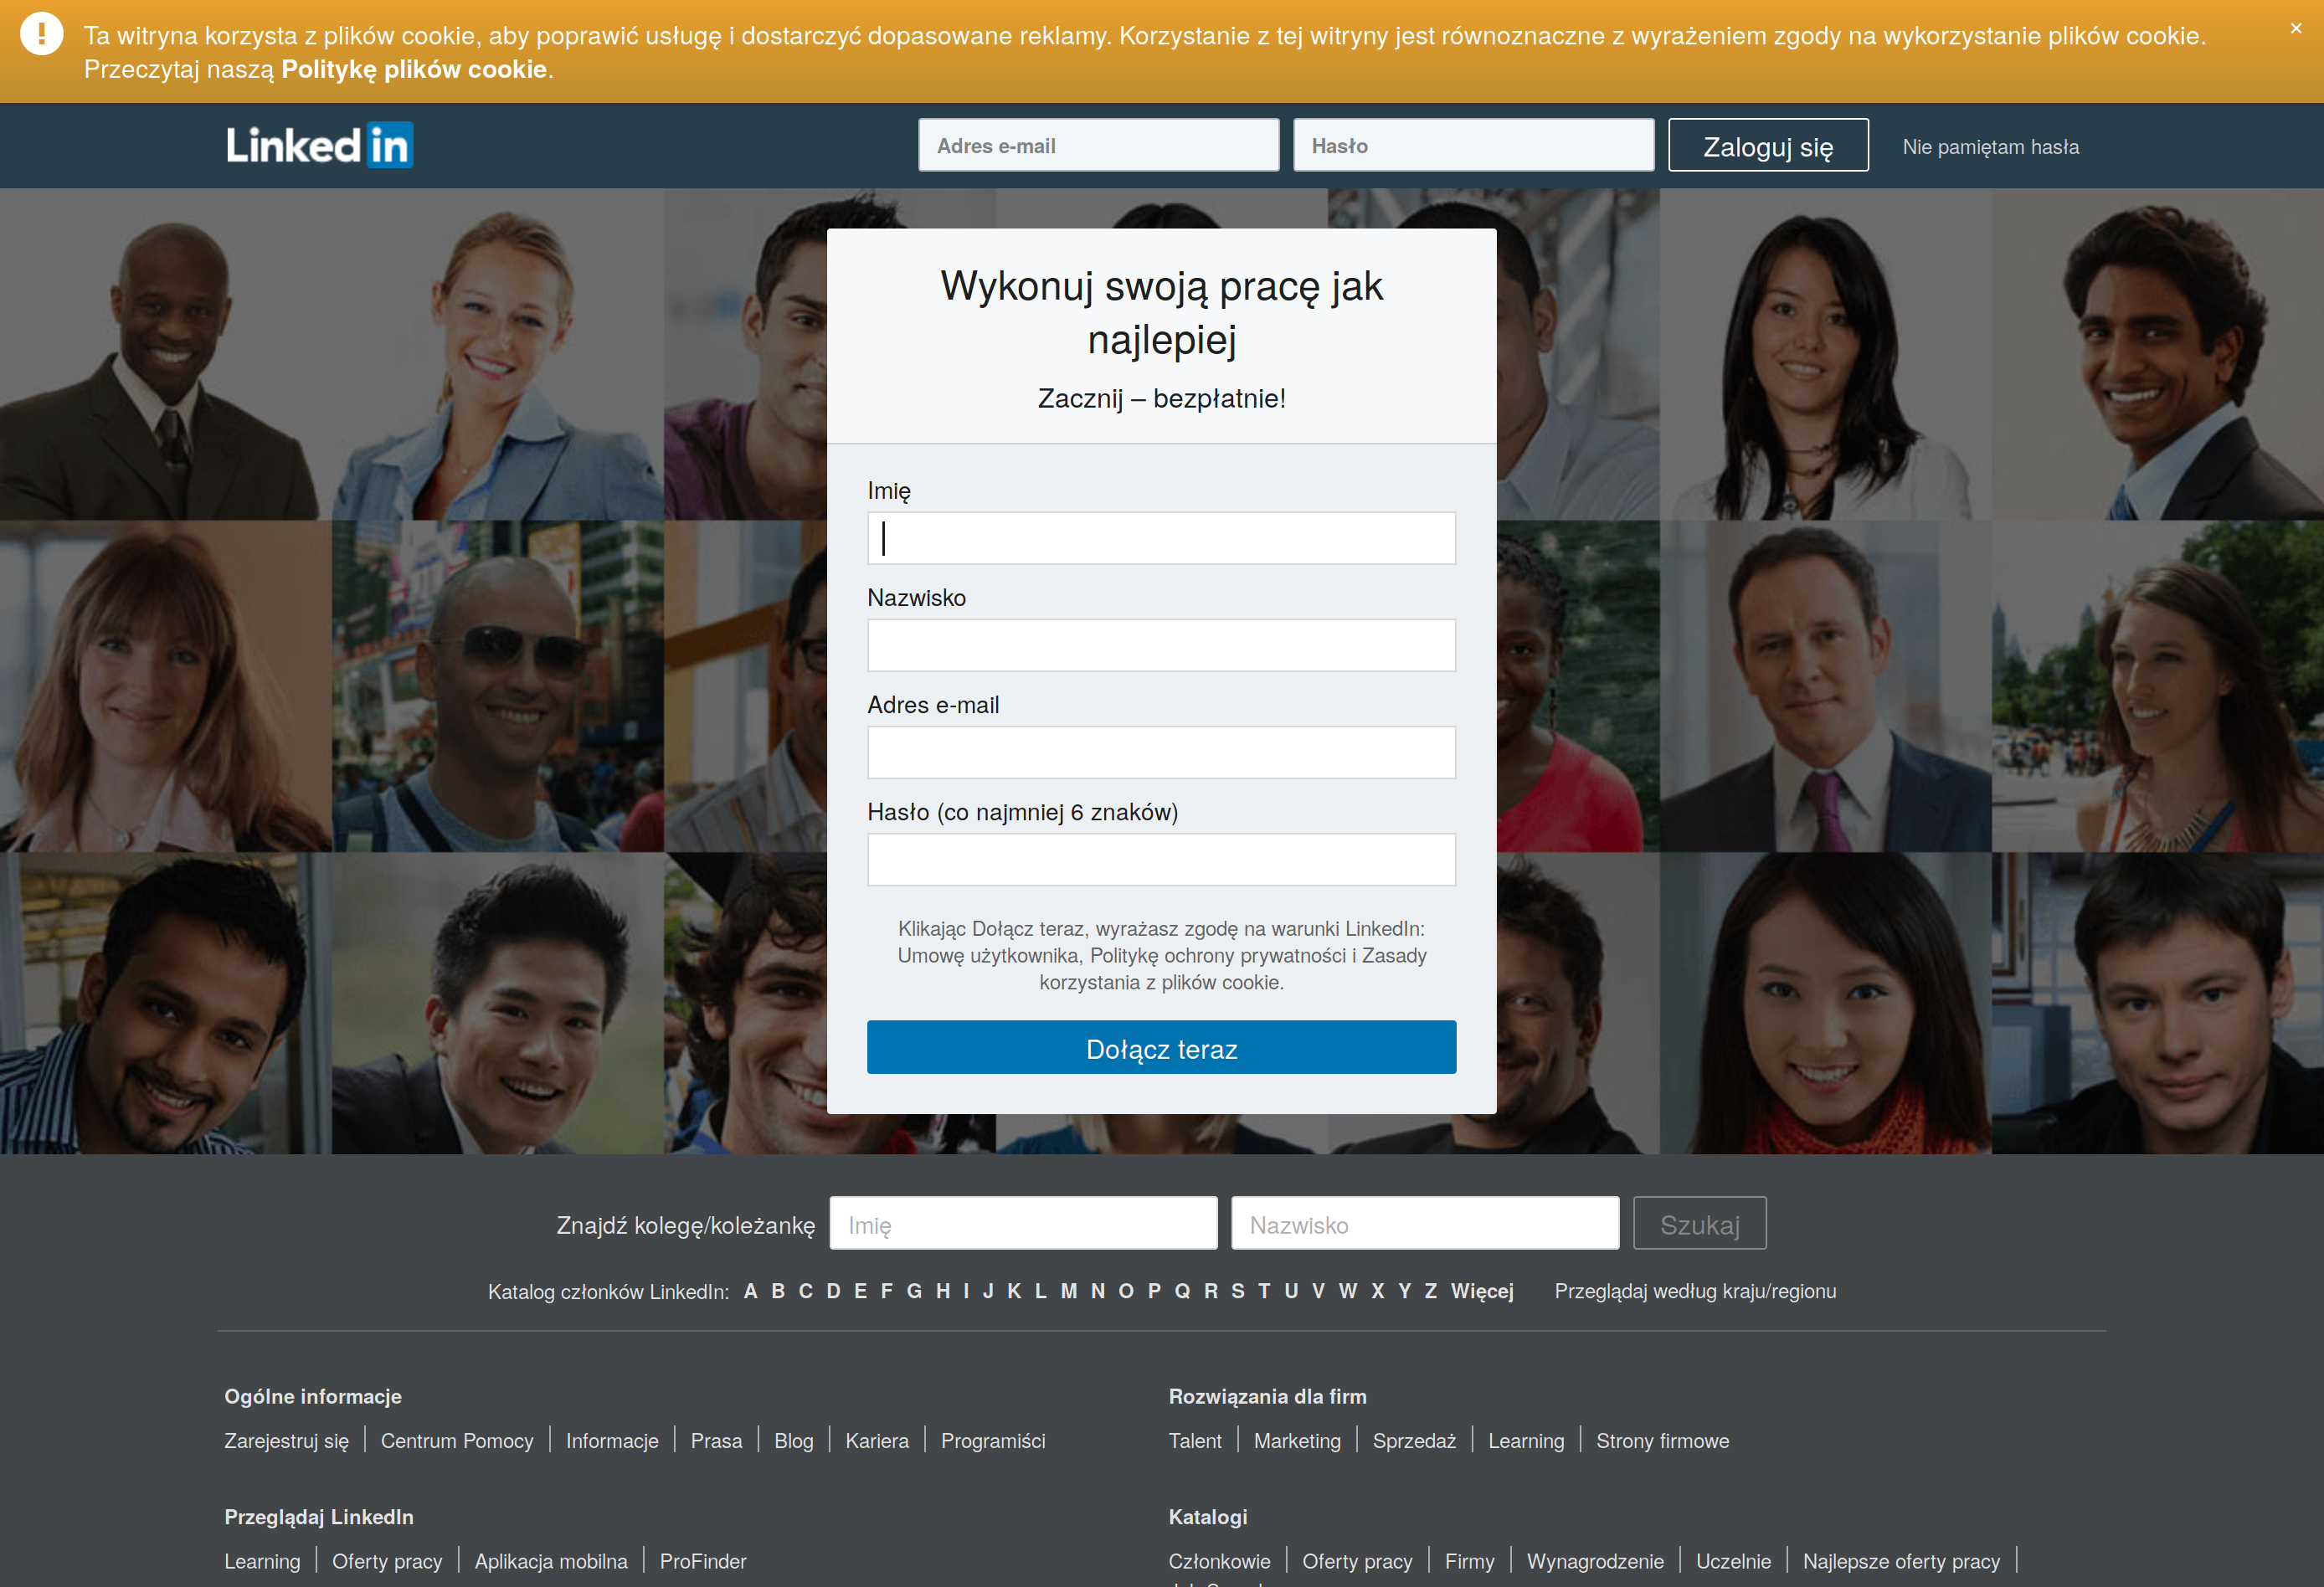 Ta witryna korzysta z plików cookie, aby poprawić usługę i dostarczyć dopasowane reklamy. Korzystanie z tej witryny jest równoznaczne z wyrażeniem zgody na wykorzystanie plików cookie.
Przeczytaj naszą Politykę plików cookie.
×
Linked in
Adres e-mail
Hasło
Zaloguj się
Nie pamiętam hasła
Wykonuj swoją pracę jak
najlepiej
Zacznij – bezpłatnie!
Imię
Nazwisko
Adres e-mail
Hasło (co najmniej 6 znaków)
Klikając Dołącz teraz, wyrażasz zgodę na warunki LinkedIn:
Umowę użytkownika, Politykę ochrony prywatności i Zasady
korzystania z plików cookie.
Dołącz teraz
Znajdź kolegę/koleżankę Imię Nazwisko Szukaj
Katalog członków LinkedIn: A B C D E F G H I J K L M N O P Q R S T U V W X Y Z Więcej Przeglądaj według kraju/regionu
Ogólne informacje
Zarejestruj się Centrum Pomocy Informacje Prasa Blog Kariera Programiści
Rozwiązania dla firm
Talent Marketing Sprzedaż Learning Strony firmowe
Przeglądaj LinkedIn
Learning Oferty pracy Aplikacja mobilna ProFinder
Katalogi
Członkowie Oferty pracy Firmy Wynagrodzenie Uczelnie Najlepsze oferty pracy